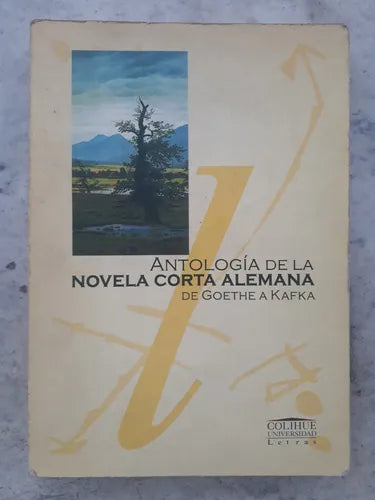 ANTOLOGÍA DE LA
NOVELA CORTA ALEMANA
DE GOETHE A KAFKA
COLIHUE
UNIVERSIDAD
Letras